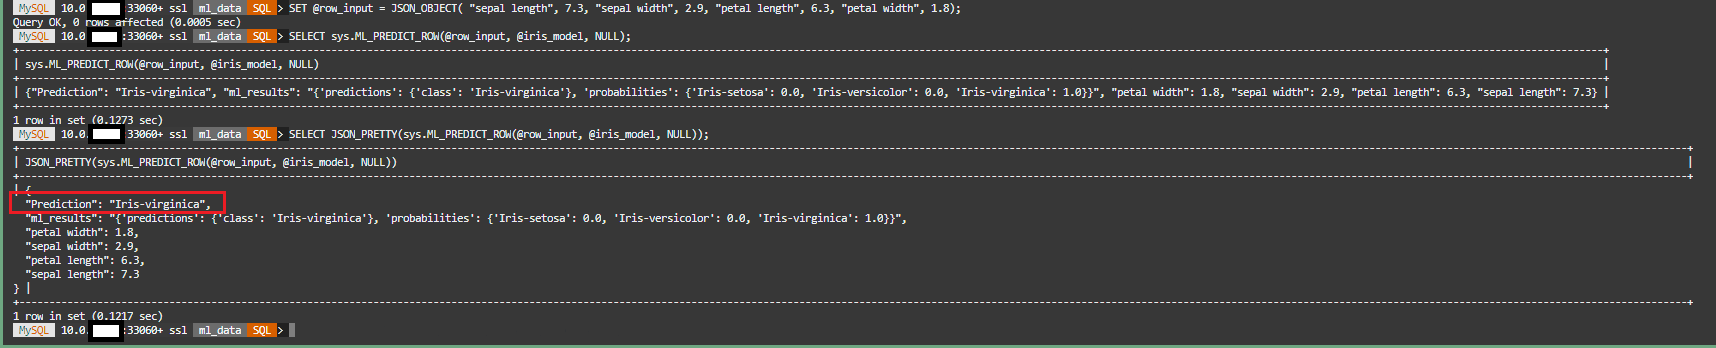 MySQL 10.0. :33060+ ssl ml_data SQL > SET @row_input = JSON_OBJECT( "sepal length", 7.3, "sepal width", 2.9, "petal length", 6.3, "petal width", 1.8);
Query OK, 0 rows affected (0.0005 sec)
MySQL 10.0 :33060+ ssl ml_data SQL > SELECT sys.ML_PREDICT_ROW(@row_input, @iris_model, NULL);
| sys.ML_PREDICT_ROW(@row_input, @iris_model, NULL) |
| {"Prediction": "Iris-virginica", "ml_results": "{'predictions': {'class': 'Iris-virginica'}, 'probabilities': {'Iris-setosa': 0.0, 'Iris-versicolor': 0.0, 'Iris-virginica': 1.0}}", "petal width": 1.8, "sepal width": 2.9, "petal length": 6.3, "sepal length": 7.3} |
1 row in set (0.1273 sec)
MySQL 10.0. 33060+ ssl ml_data SQL > SELECT JSON_PRETTY(sys.ML_PREDICT_ROW(@row_input, @iris_model, NULL));
| JSON_PRETTY(sys.ML_PREDICT_ROW(@row_input, @iris_model, NULL)) |
| {
"Prediction": "Iris-virginica",
"ml_results": "{'predictions': {'class': 'Iris-virginica'}, 'probabilities': {'Iris-setosa': 0.0, 'Iris-versicolor': 0.0, 'Iris-virginica': 1.0}}",
"petal width": 1.8,
"sepal width": 2.9,
"petal length": 6.3,
"sepal length": 7.3
} |
1 row in set (0.1217 sec)
MySQL 10.0. :33060+ ssl ml_data SQL >